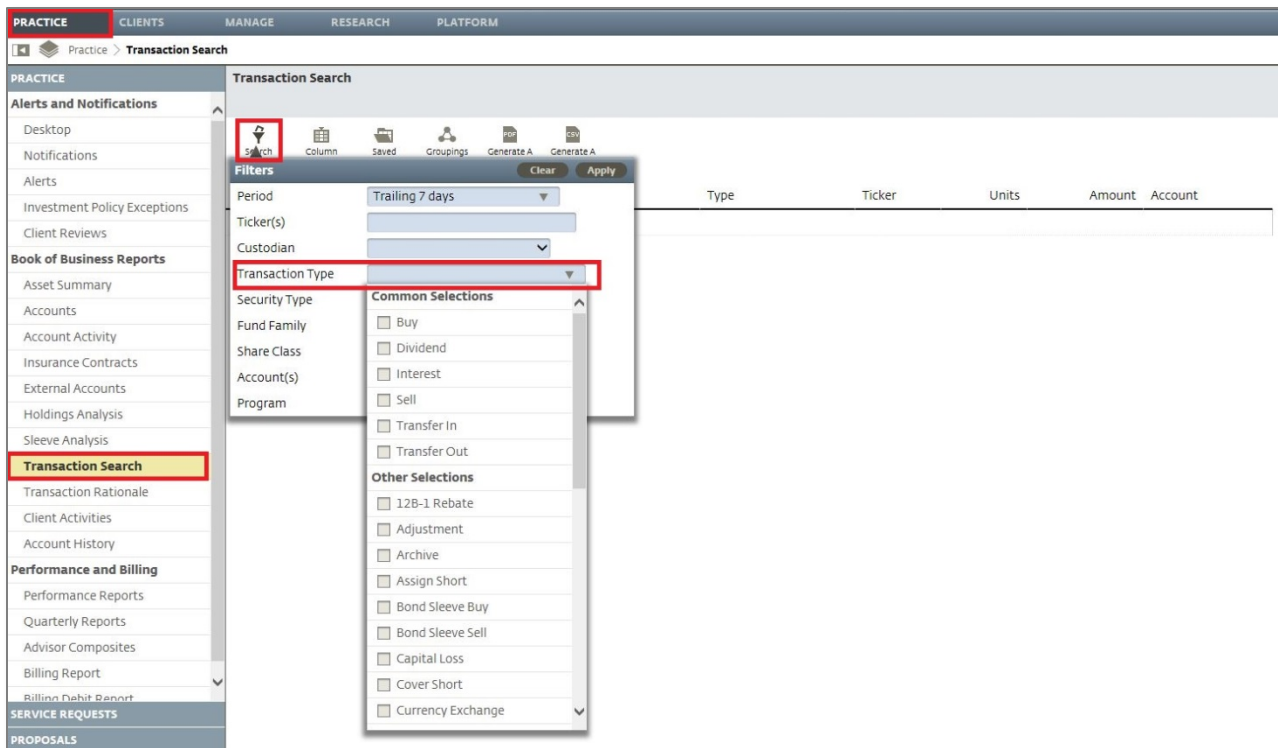 PRACTICE CLIENTS MANAGE RESEARCH PLATFORM
Practice > Transaction Search
PRACTICE
Alerts and Notifications
Desktop
Notifications
Alerts
Investment Policy Exceptions
Client Reviews
Book of Business Reports
Asset Summary
Accounts
Account Activity
Insurance Contracts
External Accounts
Holdings Analysis
Sleeve Analysis
Transaction Search
Transaction Rationale
Client Activities
Account History
Performance and Billing
Performance Reports
Quarterly Reports
Advisor Composites
Billing Report
Billing Debit Report
SERVICE REQUESTS
PROPOSALS
Transaction Search
Search Column Saved Groupings Generate A Generate A
PDF CSV
Type Ticker Units Amount Account
Filters Clear Apply
Period Trailing 7 days
Ticker(s)
Custodian
Transaction Type
Security Type
Fund Family
Share Class
Account(s)
Program
Common Selections
Buy
Dividend
Interest
Sell
Transfer In
Transfer Out
Other Selections
12B-1 Rebate
Adjustment
Archive
Assign Short
Bond Sleeve Buy
Bond Sleeve Sell
Capital Loss
Cover Short
Currency Exchange